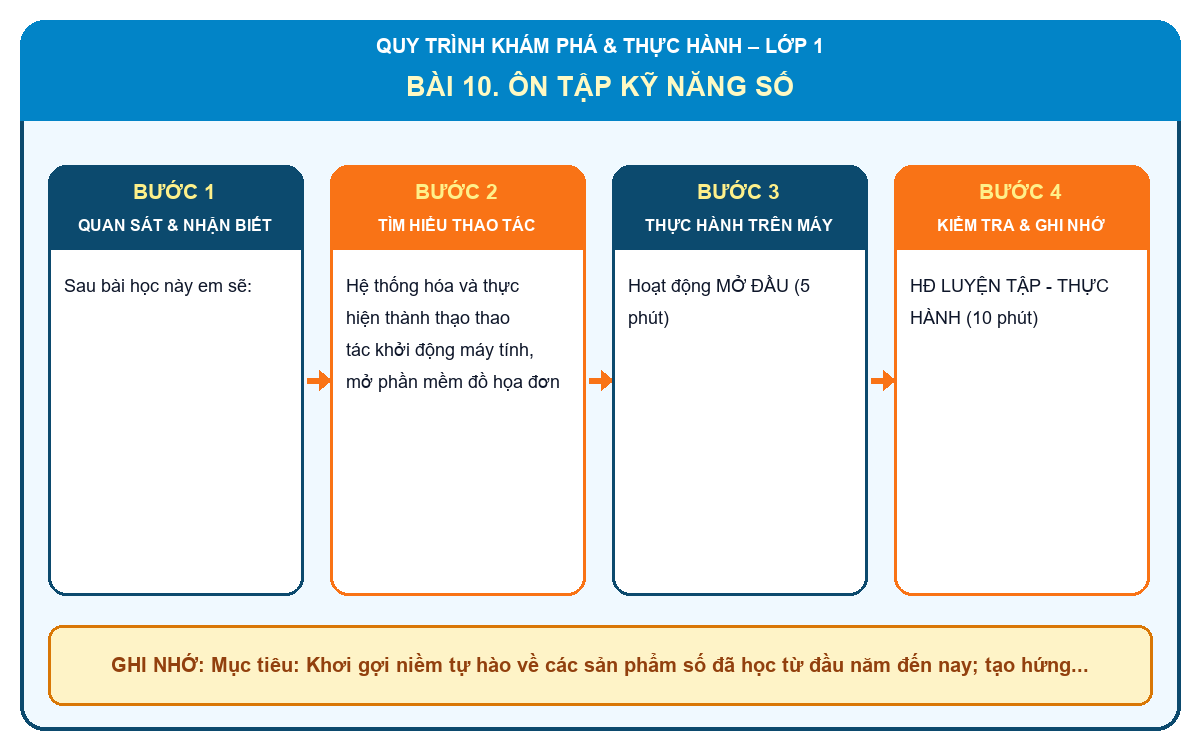 QUY TRÌNH KHÁM PHÁ & THỰC HÀNH – LỚP 1
BÀI 10. ÔN TẬP KỸ NĂNG SỐ
BƯỚC 1
QUAN SÁT & NHẬN BIẾT
Sau bài học này em sẽ:
BƯỚC 2
TÌM HIỂU THAO TÁC
Hệ thống hóa và thực
hiện thành thạo thao
tác khởi động máy tính,
mở phần mềm đồ họa đơn
BƯỚC 3
THỰC HÀNH TRÊN MÁY
Hoạt động MỞ ĐẦU (5
phút)
BƯỚC 4
KIỂM TRA & GHI NHỚ
HĐ LUYỆN TẬP - THỰC
HÀNH (10 phút)
GHI NHỚ: Mục tiêu: Khơi gợi niềm tự hào về các sản phẩm số đã học từ đầu năm đến nay; tạo hứng...